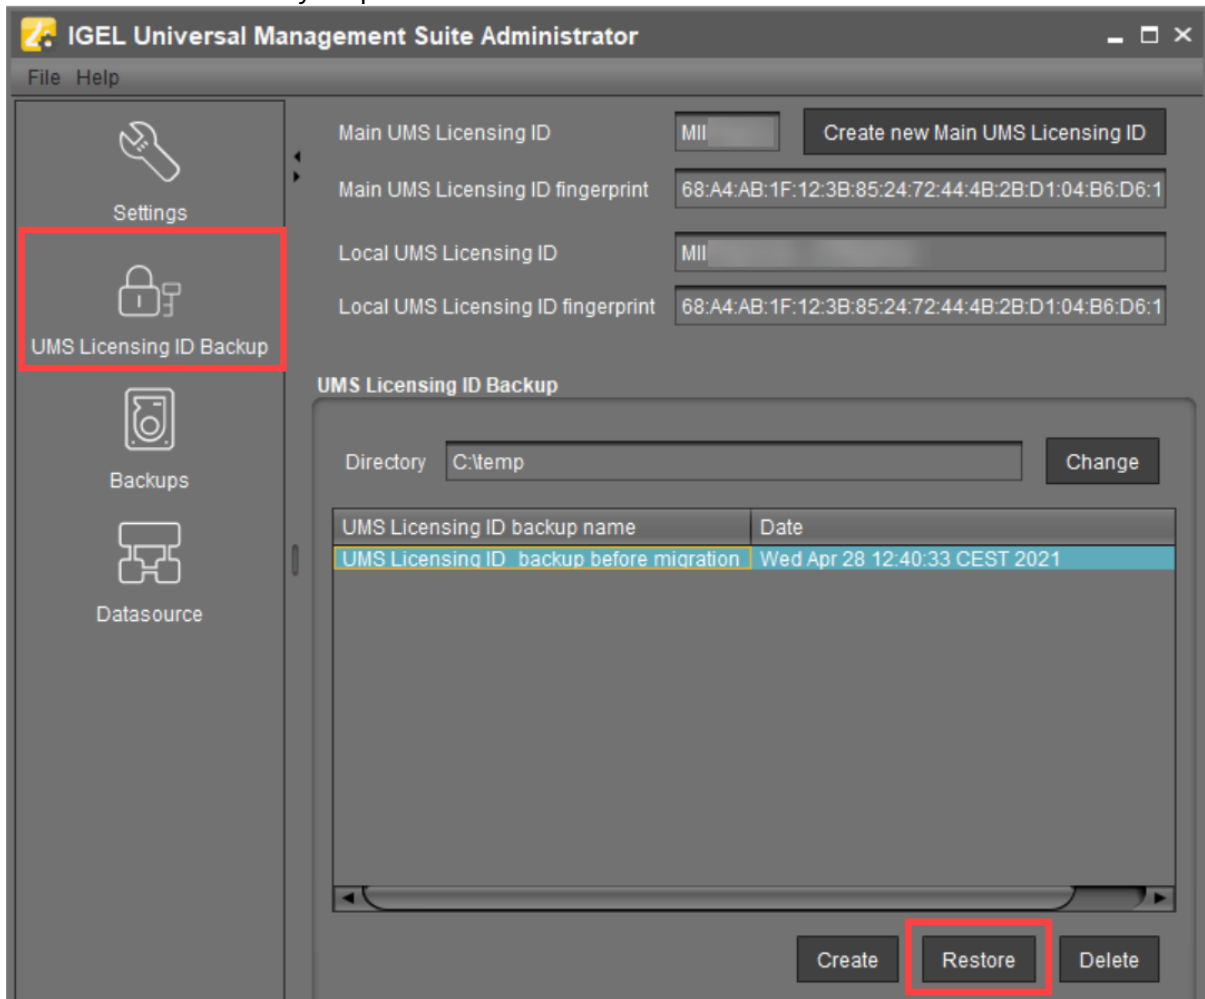 IGEL Universal Management Suite Administrator
File Help
Settings
UMS Licensing ID Backup
Backups
Datasource
Main UMS Licensing ID MII Create new Main UMS Licensing ID
Main UMS Licensing ID fingerprint 68:A4:AB:1F:12:3B:85:24:72:44:4B:2B:D1:04:B6:D6:1
Local UMS Licensing ID MII
Local UMS Licensing ID fingerprint 68:A4:AB:1F:12:3B:85:24:72:44:4B:2B:D1:04:B6:D6:1
UMS Licensing ID Backup
Directory C:\temp Change
UMS Licensing ID backup name Date
UMS Licensing ID_ backup before migration Wed Apr 28 12:40:33 CEST 2021
Create Restore Delete